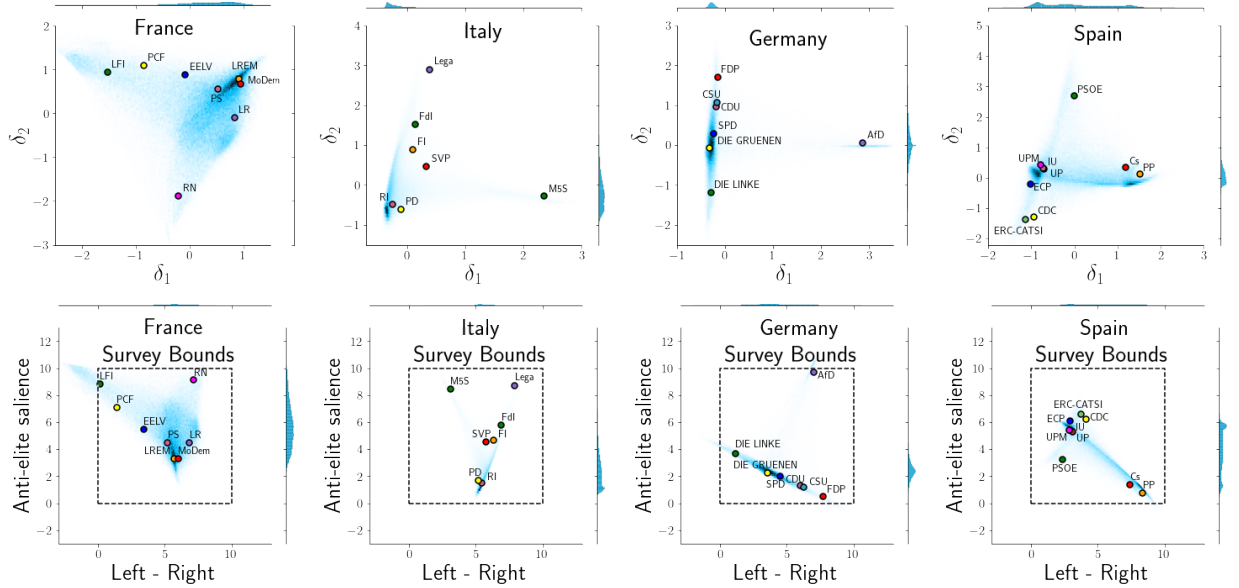 France
2
1
0
−1
−2
−3
δ2
LFI
PCF
EELV
LREM
MoDem
PS
LR
RN
−2
−1
0
1
δ1
Italy
4
3
2
1
0
−1
δ2
Lega
FdI
FI
SVP
M5S
RI
PD
0
1
2
3
δ1
Germany
3
2
1
0
−1
−2
δ2
FDP
CSU
CDU
SPD
DIE GRUENEN
AfD
DIE LINKE
−1
0
1
2
3
δ1
Spain
5
4
3
2
1
0
−1
−2
δ2
PSOE
UPM
IU
UP
ECP
Cs
PP
CDC
ERC-CATSI
−2
−1
0
1
2
3
δ1
France
Survey Bounds
Anti-elite salience
12
10
8
6
4
2
0
−2
LFI
RN
PCF
EELV
PS
LR
LREM
MoDem
0
5
10
Left - Right
Italy
Survey Bounds
Anti-elite salience
12
10
8
6
4
2
0
−2
M5S
Lega
FdI
SVP
FI
PD
RI
0
5
10
Left - Right
Germany
Survey Bounds
Anti-elite salience
12
10
8
6
4
2
0
−2
AfD
DIE LINKE
DIE GRUENEN
SPD
CDU
CSU
FDP
0
5
10
Left - Right
Spain
Survey Bounds
Anti-elite salience
12
10
8
6
4
2
0
−2
ERC-CATSI
ECP
CDC
IU
UPM
UP
PSOE
Cs
PP
0
5
10
Left - Right